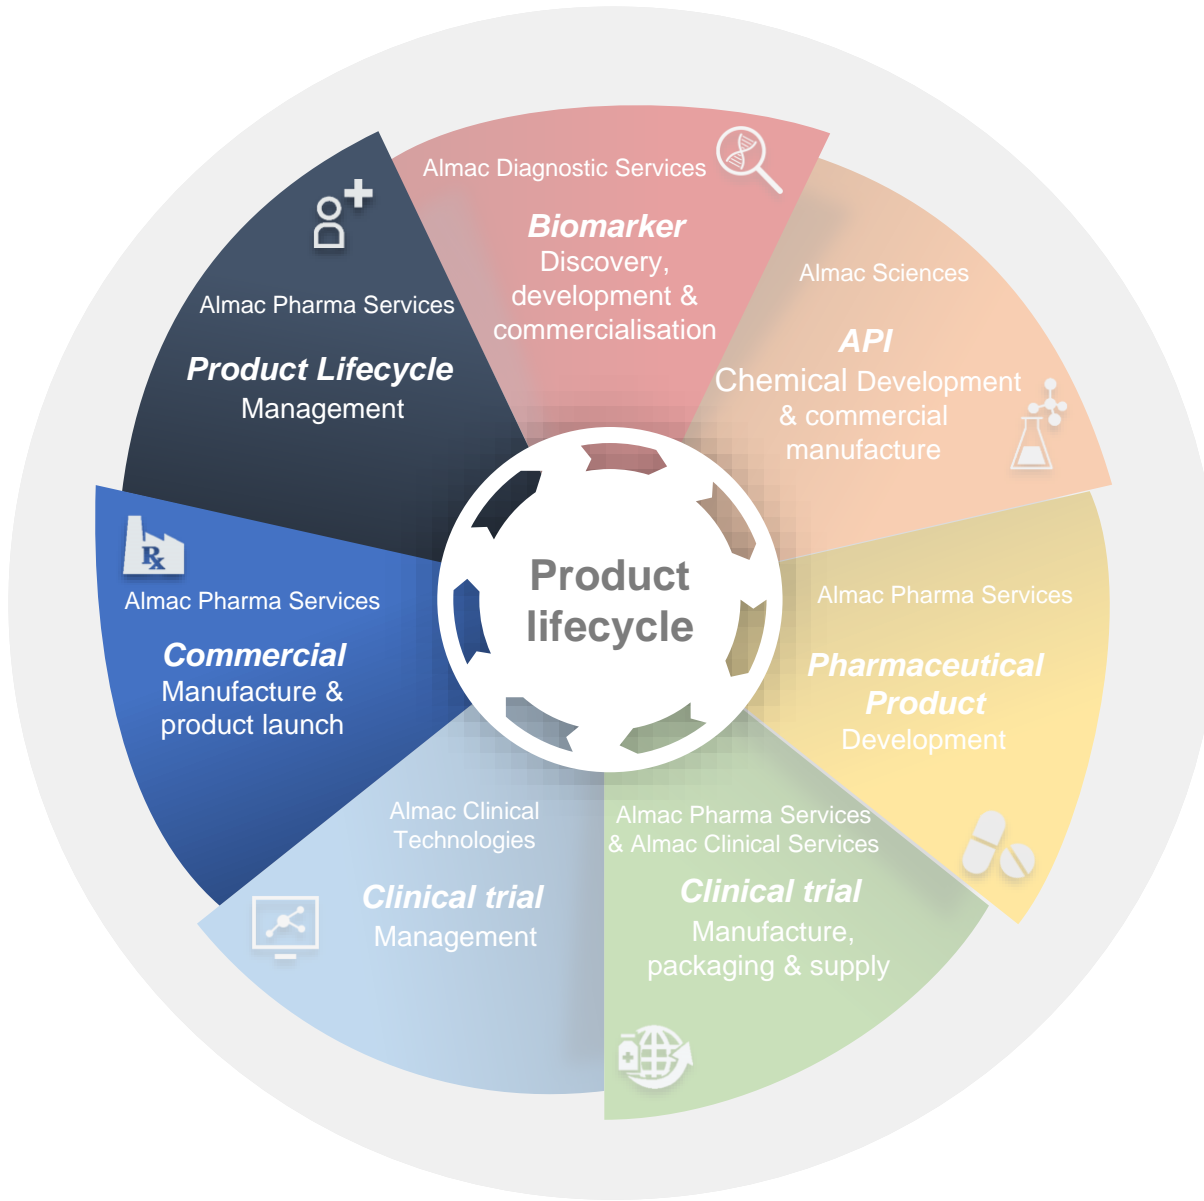 Almac Diagnostic Services
Biomarker
Discovery,
development &
commercialisation
Almac Sciences
API
Chemical Development
& commercial
manufacture
Almac Pharma Services
Pharmaceutical
Product
Development
Almac Pharma Services
& Almac Clinical Services
Clinical trial
Manufacture,
packaging & supply
Almac Clinical
Technologies
Clinical trial
Management
Almac Pharma Services
Commercial
Manufacture &
product launch
Rx
Almac Pharma Services
Product Lifecycle
Management
Product
lifecycle